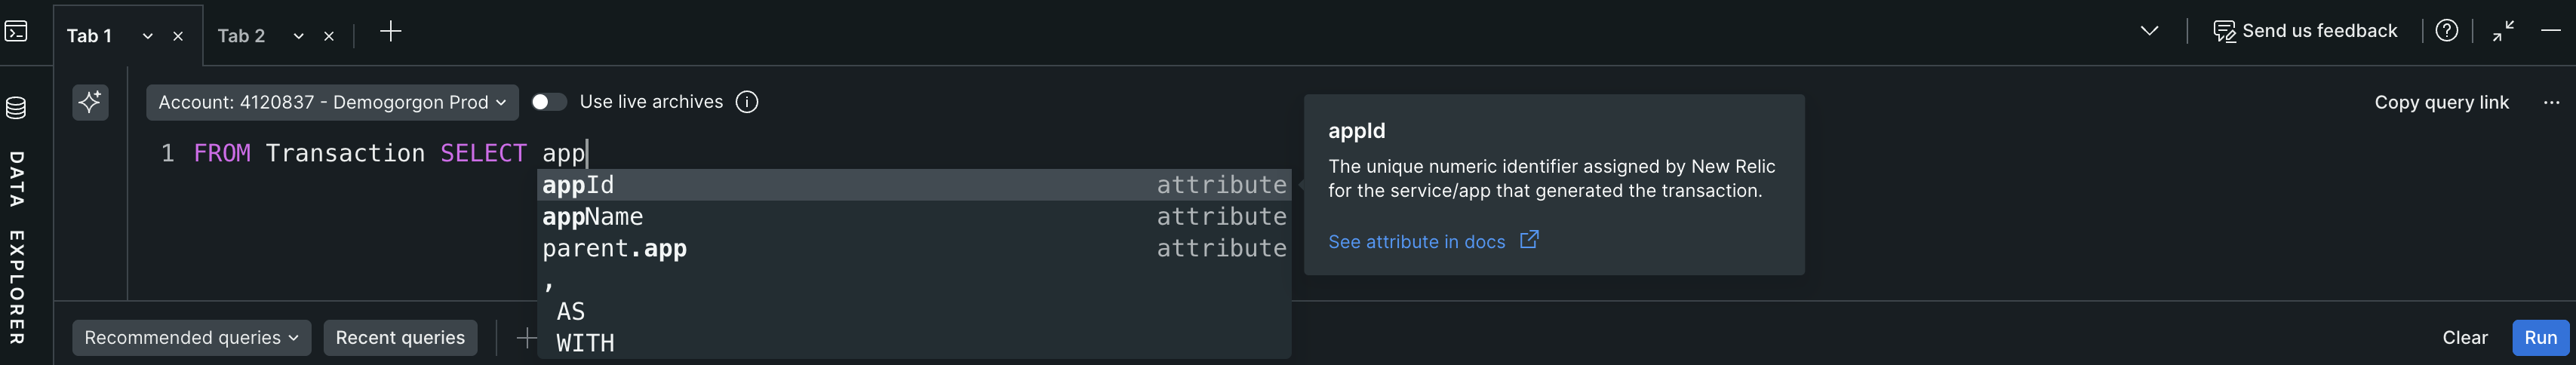 Tab 1
Tab 2
Send us feedback
Account: 4120837 - Demogorgon Prod
Use live archives
Copy query link
1 FROM Transaction SELECT app
appId attribute
appName attribute
parent.app attribute
,
AS
WITH
appId
The unique numeric identifier assigned by New Relic
for the service/app that generated the transaction.
See attribute in docs
DATA EXPLORER
Recommended queries
Recent queries
Clear
Run